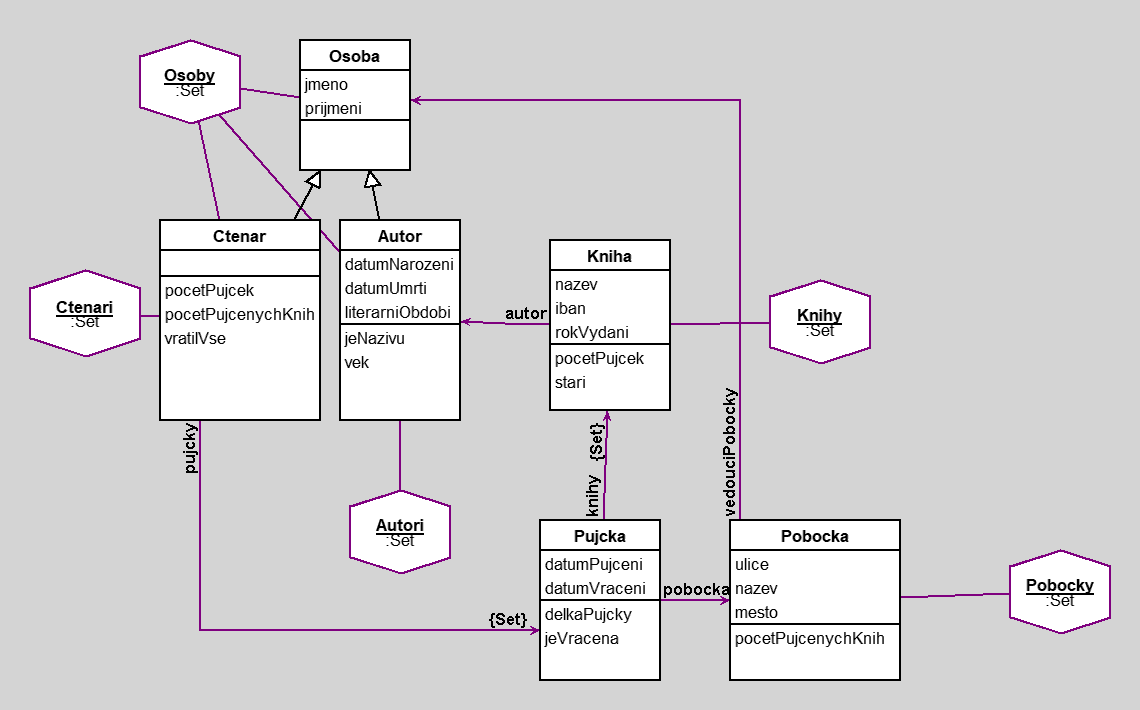 Osoby
:Set
Osoba
jmeno
prijmeni
Ctenar
pocetPujcek
pocetPujcenychKnih
vratilVse
Autor
datumNarozeni
datumUmrti
literarniObdobi
jeNazivu
vek
Kniha
nazev
iban
rokVydani
pocetPujcek
stari
autor
Ctenari
:Set
Knihy
:Set
pujcky
{Set}
knihy
vedouciPobocky
Autori
:Set
Pujcka
datumPujceni
datumVraceni
delkaPujcky
jeVracena
pobocka
Pobocka
ulice
nazev
mesto
pocetPujcenychKnih
Pobocky
:Set
{Set}